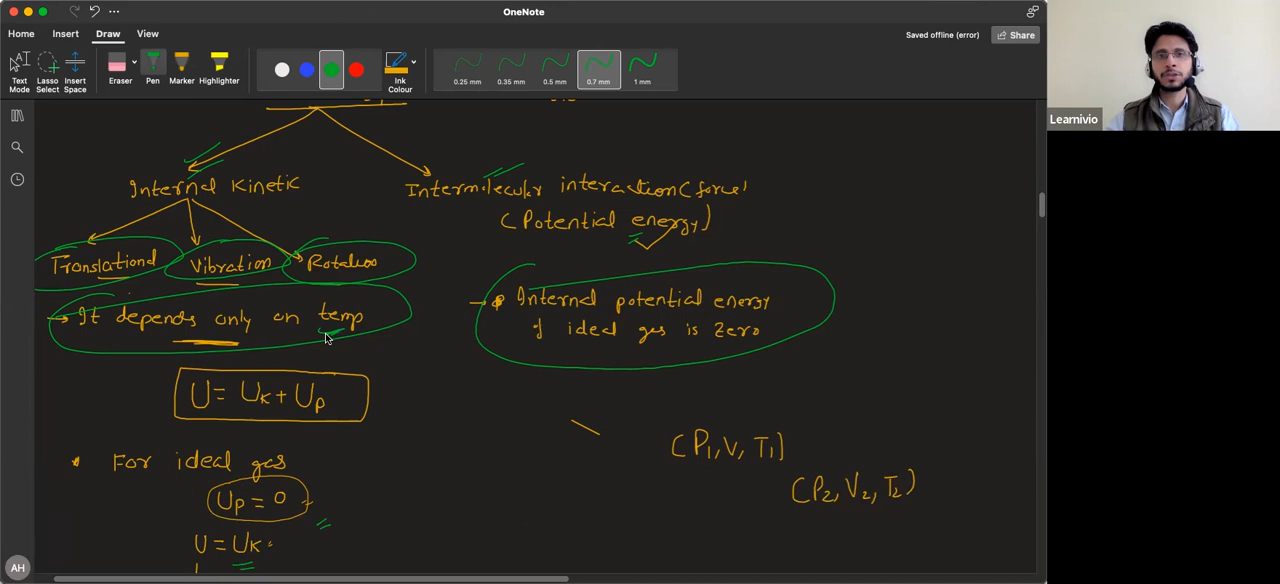 OneNote
Home Insert Draw View
Saved offline (error) Share
Text Mode
Lasso Select
Insert Space
Eraser
Pen
Marker
Highlighter
Ink Colour
0.25 mm 0.35 mm 0.5 mm 0.7 mm 1 mm
Learnivio
Internal Kinetic
Intermolecular interaction (force)
(Potential energy)
Translational Vibration Rotation
→ It depends only on temp
→ Internal potential energy
of ideal gas is zero
U = UK + UP
(P1, V, T1)
• For ideal gas
(P2, V2, T2)
UP = 0
U = UK
AH